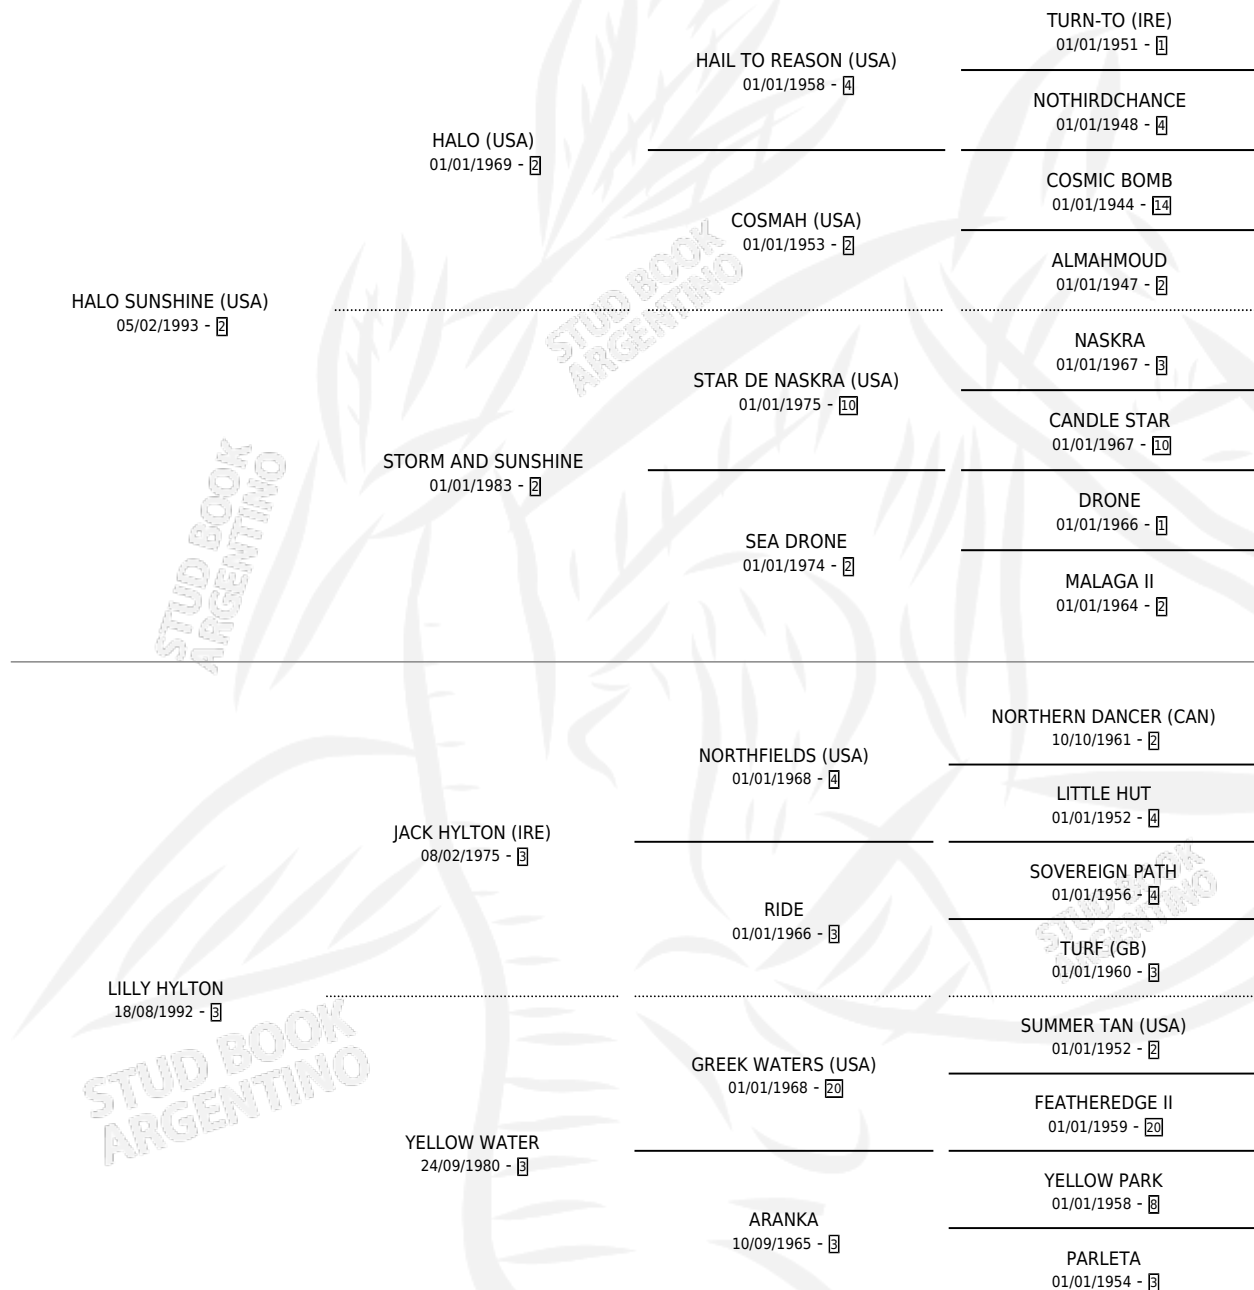 TURN-TO (IRE)
01/01/1951 - 1
HAIL TO REASON (USA)
01/01/1958 - 4
NOTHIRDCHANCE
01/01/1948 - 4
HALO (USA)
01/01/1969 - 2
COSMIC BOMB
01/01/1944 - 14
COSMAH (USA)
01/01/1953 - 2
ALMAHMOUD
01/01/1947 - 2
HALO SUNSHINE (USA)
05/02/1993 - 2
NASKRA
01/01/1967 - 3
STAR DE NASKRA (USA)
01/01/1975 - 10
CANDLE STAR
01/01/1967 - 10
STORM AND SUNSHINE
01/01/1983 - 2
DRONE
01/01/1966 - 1
SEA DRONE
01/01/1974 - 2
MALAGA II
01/01/1964 - 2
NORTHERN DANCER (CAN)
10/10/1961 - 2
NORTHFIELDS (USA)
01/01/1968 - 4
LITTLE HUT
01/01/1952 - 4
JACK HYLTON (IRE)
08/02/1975 - 3
SOVEREIGN PATH
01/01/1956 - 4
RIDE
01/01/1966 - 3
TURF (GB)
01/01/1960 - 3
LILLY HYLTON
18/08/1992 - 3
SUMMER TAN (USA)
01/01/1952 - 2
GREEK WATERS (USA)
01/01/1968 - 20
FEATHEREDGE II
01/01/1959 - 20
YELLOW WATER
24/09/1980 - 3
YELLOW PARK
01/01/1958 - 8
ARANKA
10/09/1965 - 3
PARLETA
01/01/1954 - 3
STUD BOOK
ARGENTINO
STUD BOOK
ARGENTINO
STUD BOOK
ARGENTINO
STUD BOOK
ARGENTINO